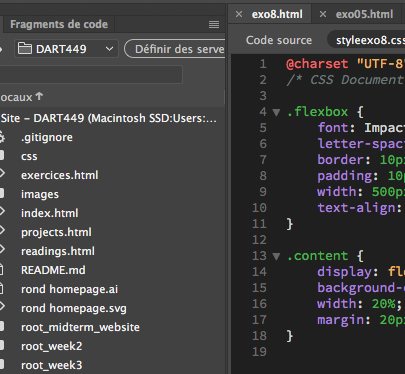 Fragments de code
DART449
Définir des serve
ocaux ↑
Site – DART449 (Macintosh SSD:Users:...
.gitignore
css
exercices.html
images
index.html
projects.html
readings.html
README.md
rond homepage.ai
rond homepage.svg
root_midterm_website
root_week2
root_week3
exo8.html
exo05.html
Code source
styleexo8.cs
1 @charset "UTF-8"
2 /* CSS Document
3
4 .flexbox {
5 font: Impac
6 letter-spac
7 border: 10p
8 padding: 10
9 width: 500p
10 text-align:
11 }
12
13 .content {
14 display: fl
15 background-
16 width: 20%;
17 margin: 20p
18 }
19